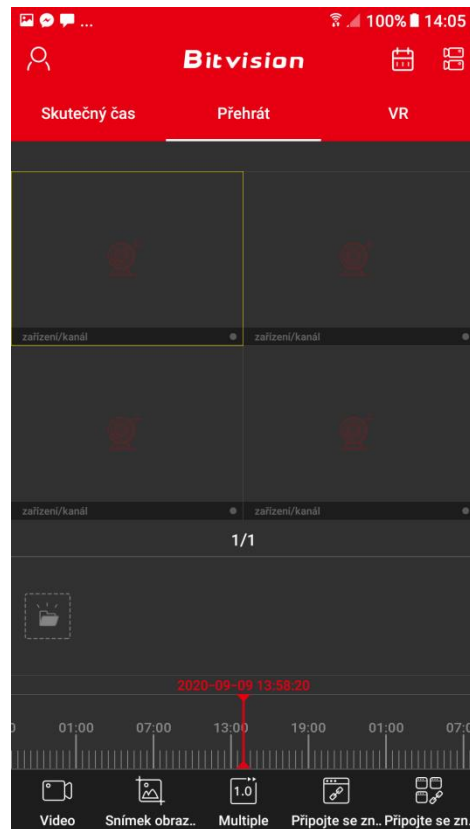 ... 100% 14:05
Bitvision
Skutečný čas Přehrát VR
zařízení/kanál zařízení/kanál
zařízení/kanál zařízení/kanál
1/1
2020-09-09 13:58:20
01:00 07:00 13:00 19:00 01:00 07:0
1.0
Video Snímek obraz.. Multiple Připojte se zn.. Připojte se zn.